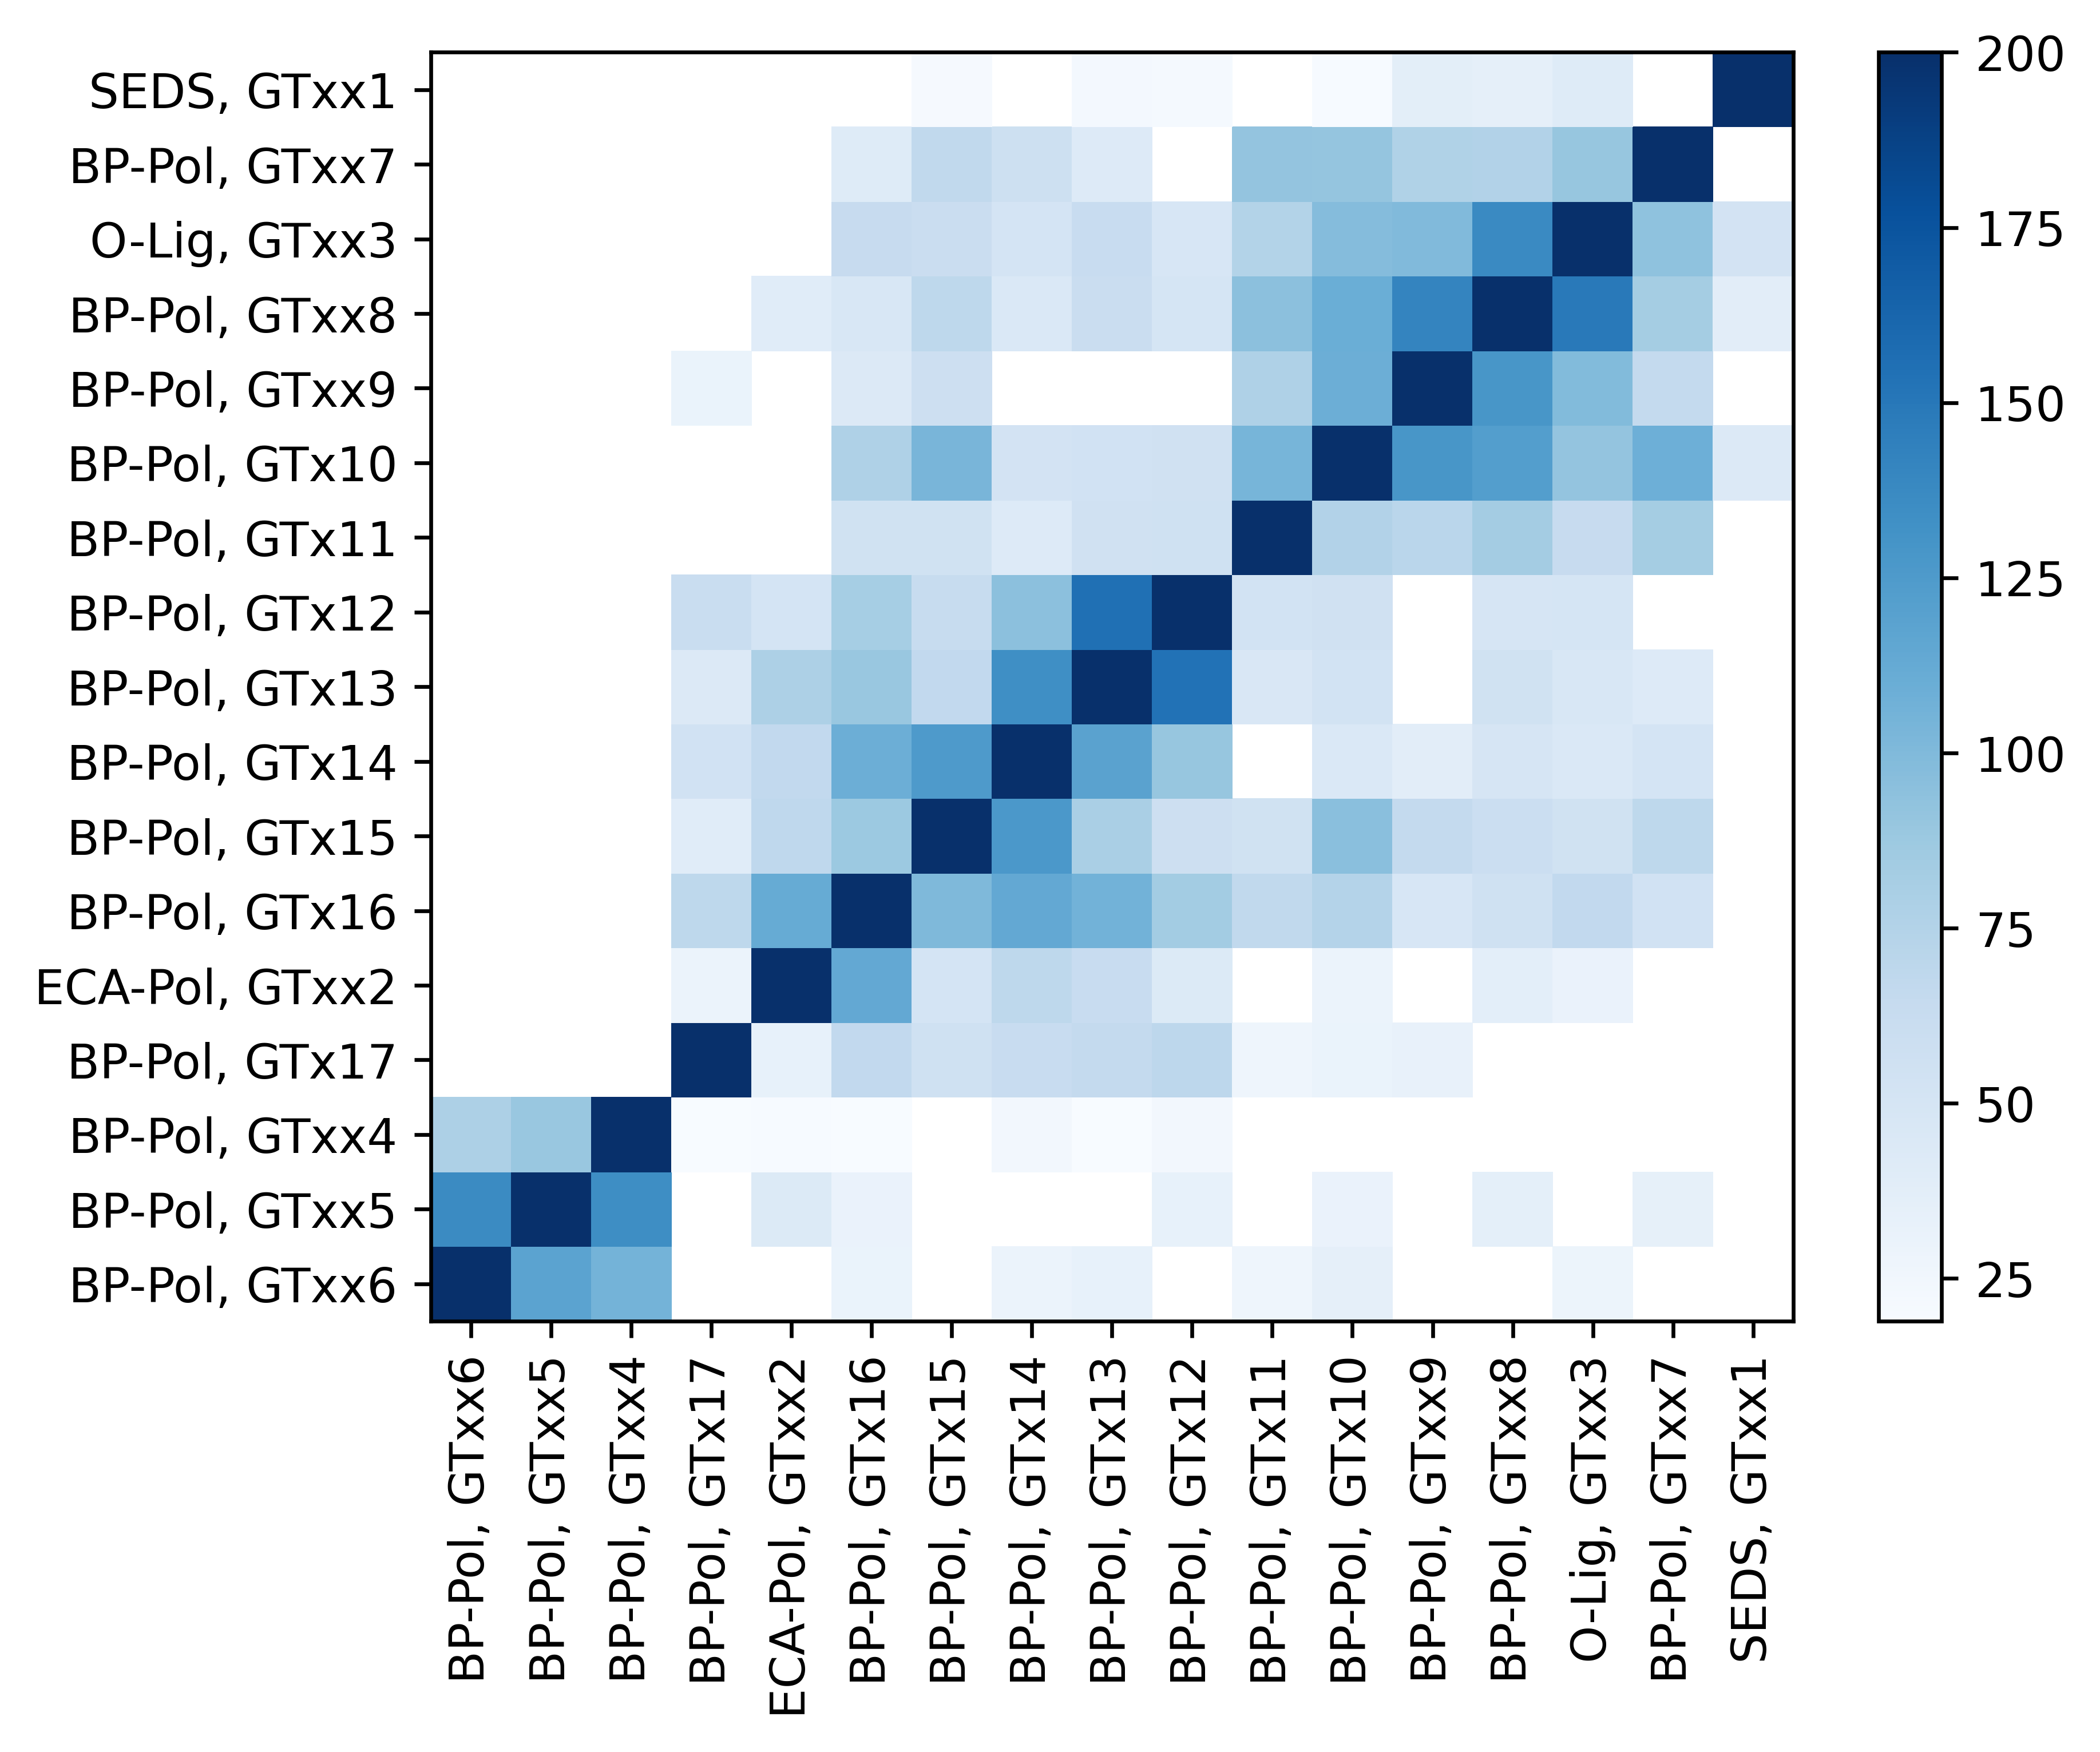 SEDS, GTxx1
BP-Pol, GTxx7
O-Lig, GTxx3
BP-Pol, GTxx8
BP-Pol, GTxx9
BP-Pol, GTx10
BP-Pol, GTx11
BP-Pol, GTx12
BP-Pol, GTx13
BP-Pol, GTx14
BP-Pol, GTx15
BP-Pol, GTx16
ECA-Pol, GTxx2
BP-Pol, GTx17
BP-Pol, GTxx4
BP-Pol, GTxx5
BP-Pol, GTxx6
BP-Pol, GTxx6
BP-Pol, GTxx5
BP-Pol, GTxx4
BP-Pol, GTx17
ECA-Pol, GTxx2
BP-Pol, GTx16
BP-Pol, GTx15
BP-Pol, GTx14
BP-Pol, GTx13
BP-Pol, GTx12
BP-Pol, GTx11
BP-Pol, GTx10
BP-Pol, GTxx9
BP-Pol, GTxx8
O-Lig, GTxx3
BP-Pol, GTxx7
SEDS, GTxx1
200
175
150
125
100
75
50
25